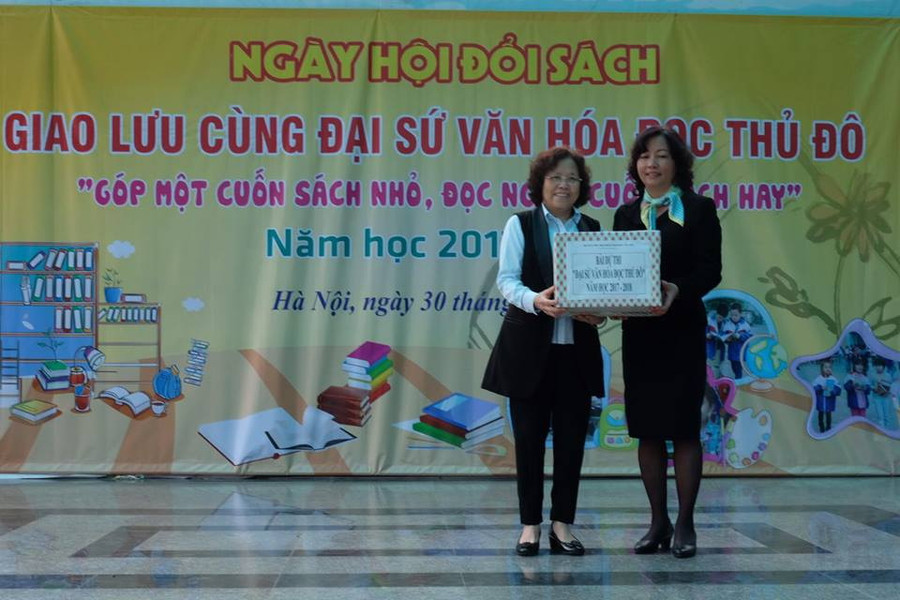 NGÀY HỘI ĐỔI SÁCH
GIAO LƯU CÙNG ĐẠI SỨ VĂN HÓA ĐỌC THỦ ĐÔ
"GÓP MỘT CUỐN SÁCH NHỎ, ĐỌC HAY"
Năm học
Hà Nội, ngày 30
BÀI DỰ THI
"ĐẠI SỨ VĂN HÓA ĐỌC THỦ ĐÔ"
NĂM HỌC 2017 - 2018